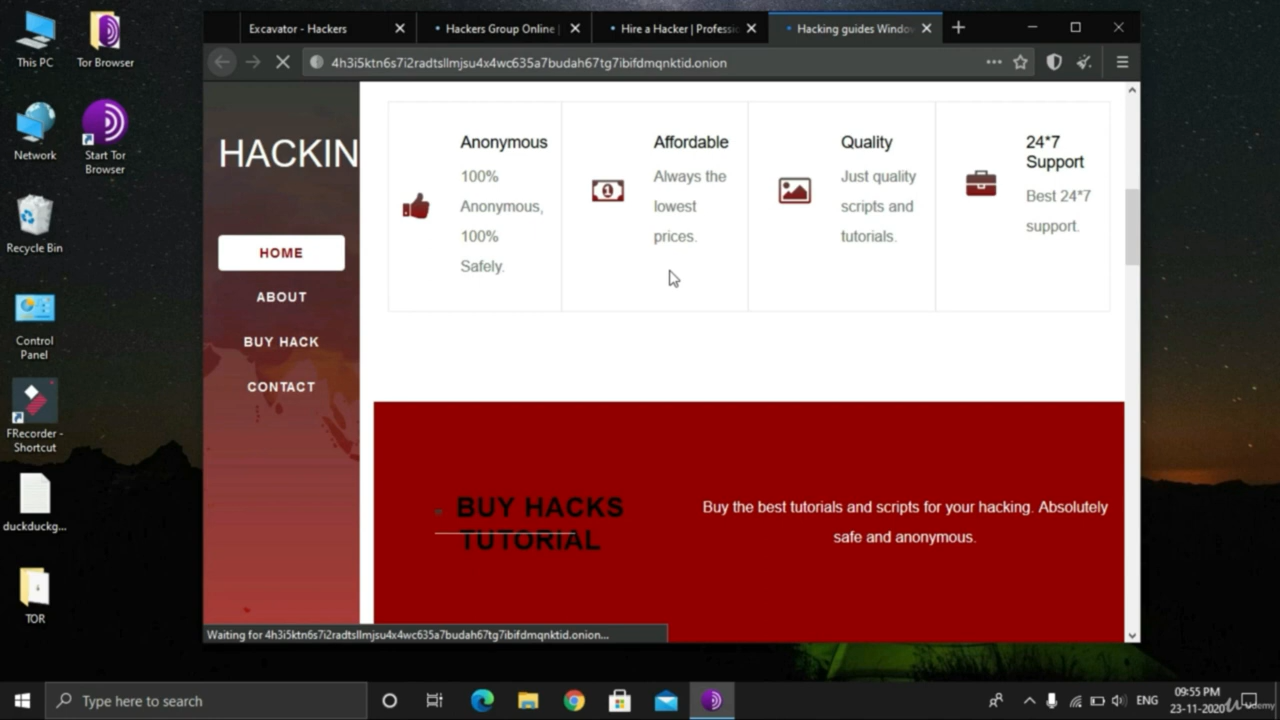 This PC
Tor Browser
Network
Start Tor
Browser
Recycle Bin
Control
Panel
FRecorder -
Shortcut
duckduckg...
TOR
Excavator - Hackers
Hackers Group Online |
Hire a Hacker | Professic
Hacking guides Windo
4h3i5ktn6s7i2radtsllmjsu4x4wc635a7budah67tg7ibifdmqnktid.onion
HACKIN
HOME
ABOUT
BUY HACK
CONTACT
Anonymous
100%
Anonymous,
100%
Safely.
Affordable
Always the
lowest
prices.
Quality
Just quality
scripts and
tutorials.
24*7
Support
Best 24*7
support.
BUY HACKS
TUTORIAL
Buy the best tutorials and scripts for your hacking. Absolutely
safe and anonymous.
Waiting for 4h3i5ktn6s7i2radtsllmjsu4x4wc635a7budah67tg7ibifdmqnktid.onion...
Type here to search
ENG
09:55 PM
23-11-2020
Udemy